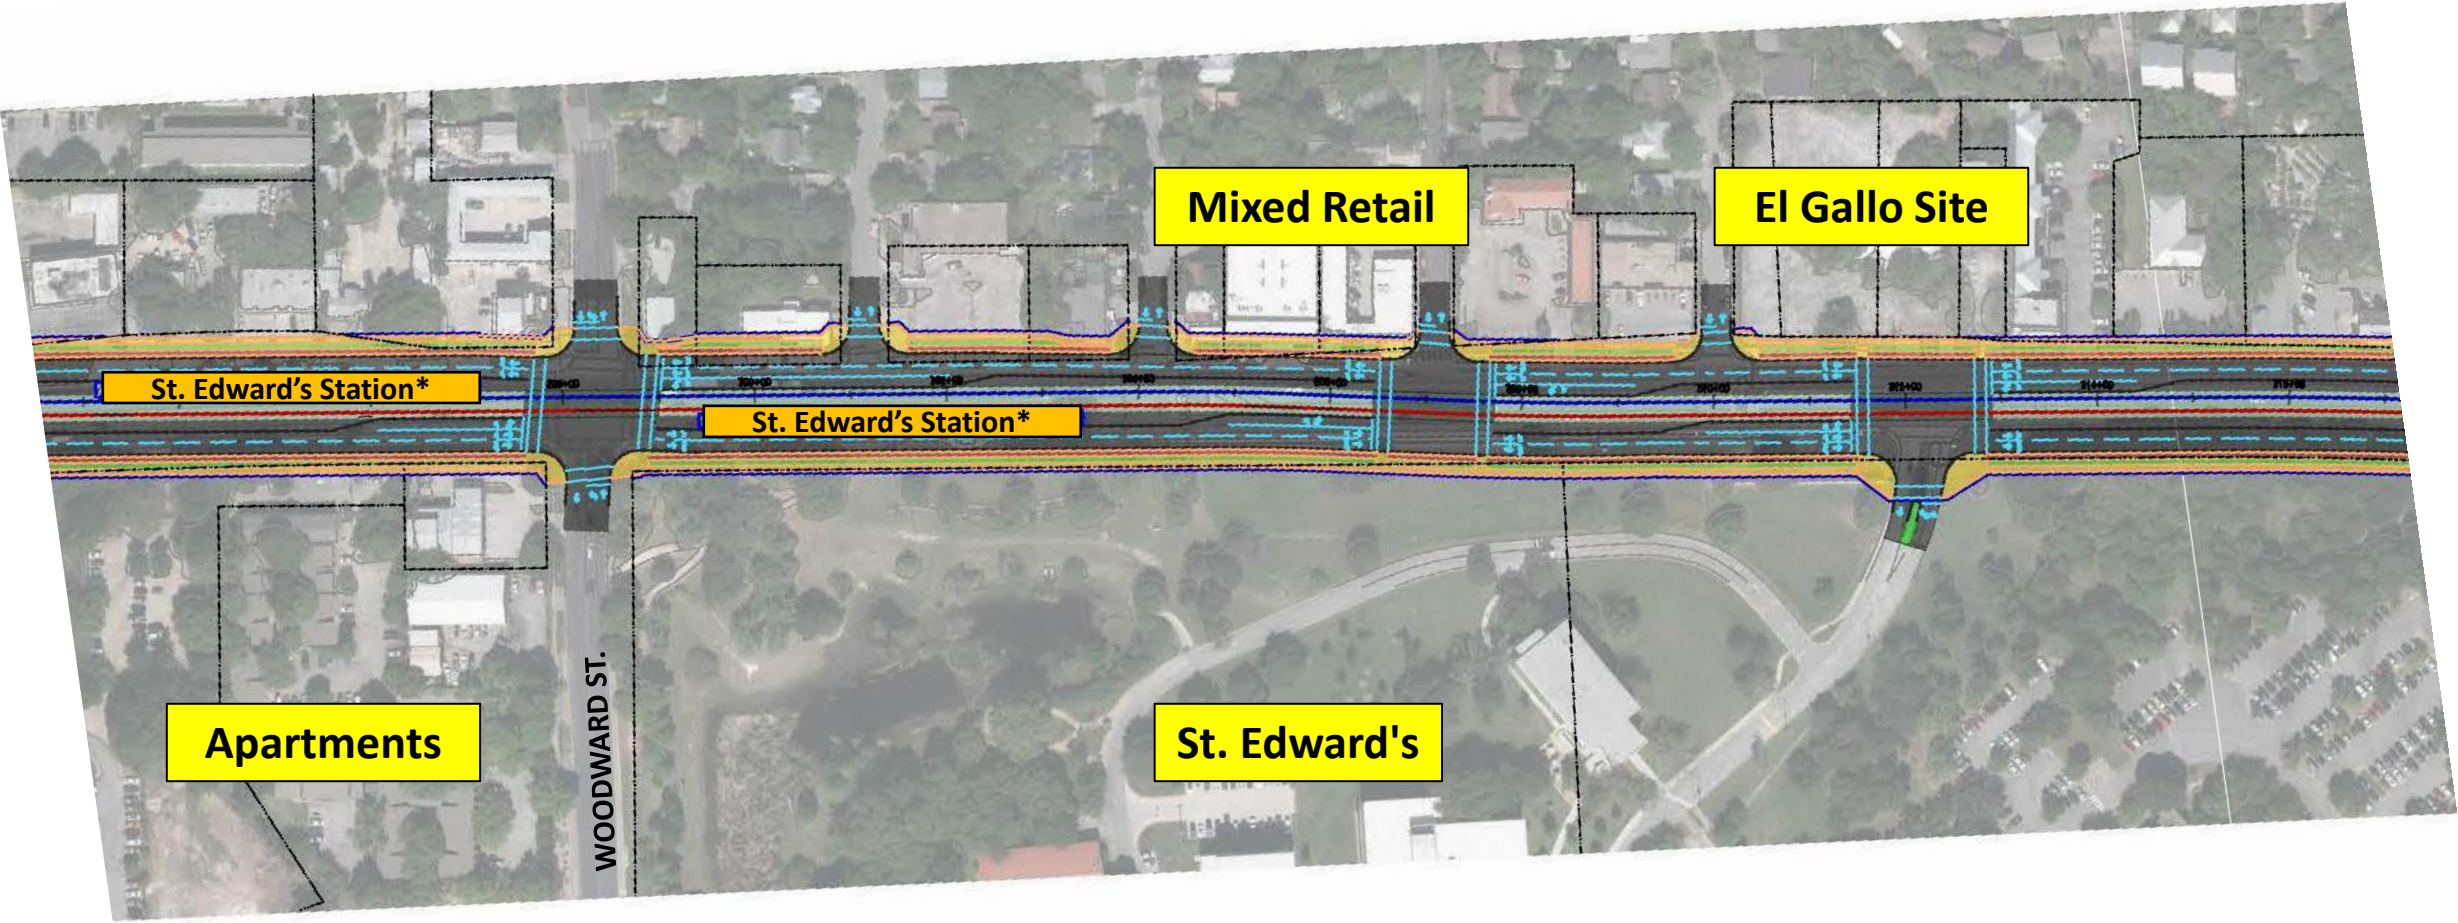 Mixed Retail
El Gallo Site
St. Edward's Station*
St. Edward's Station*
Apartments
WOODWARD ST.
St. Edward's